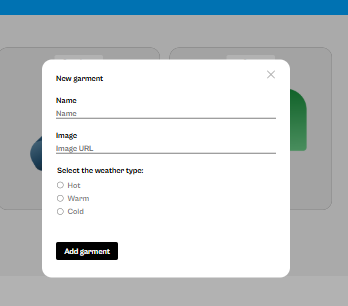 New garment
Name
Name
Image
Image URL
Select the weather type:
Hot
Warm
Cold
Add garment